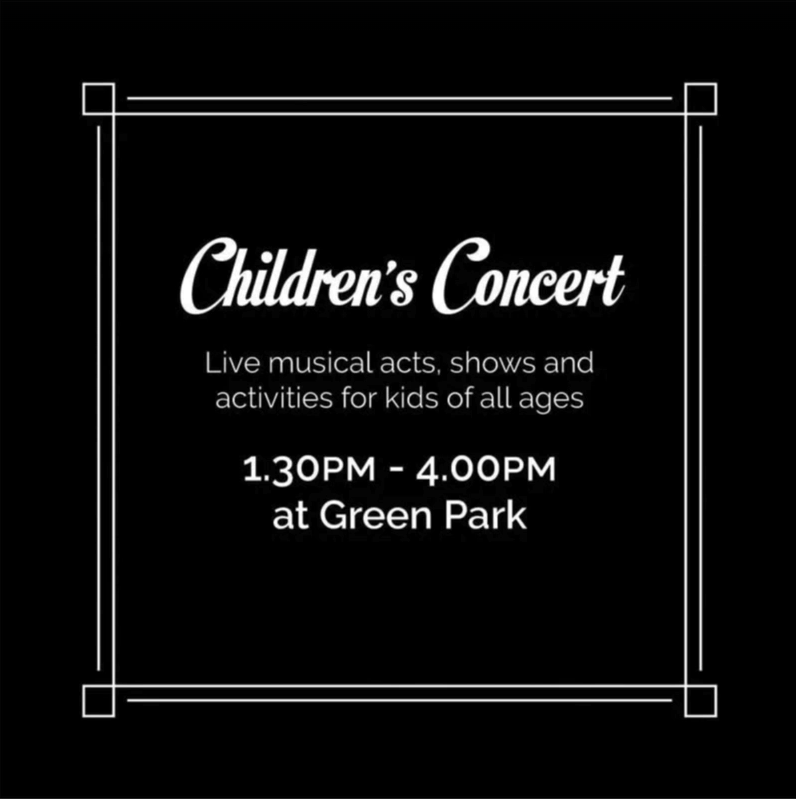 Children's Concert
Live musical acts, shows and
activities for kids of all ages
1.30PM - 4.00PM
at Green Park